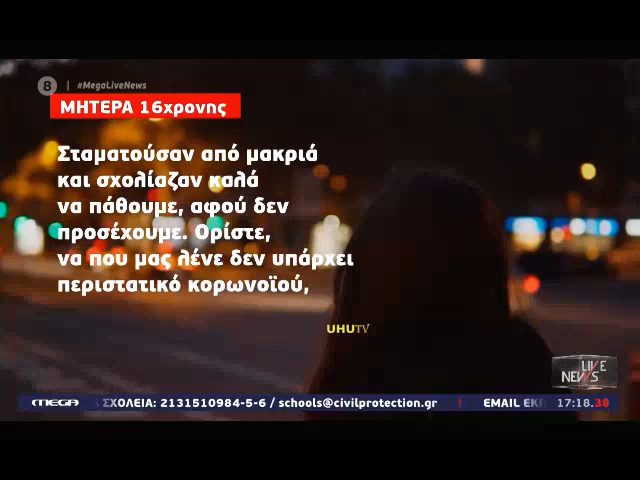 8 | #MegaLiveNews
ΜΗΤΕΡΑ 16χρονης
Σταματούσαν από μακριά
και σχολίαζαν καλά
να πάθουμε, αφού δεν
προσέχουμε. Ορίστε,
να που μας λένε δεν υπάρχει
περιστατικό κορωνοϊού,
UHUTV
LIVE
NEWS
MEGA ΣΧΟΛΕΙΑ: 2131510984-5-6 / schools@civilprotection.gr | EMAIL ΕΚΠ 17:18.38